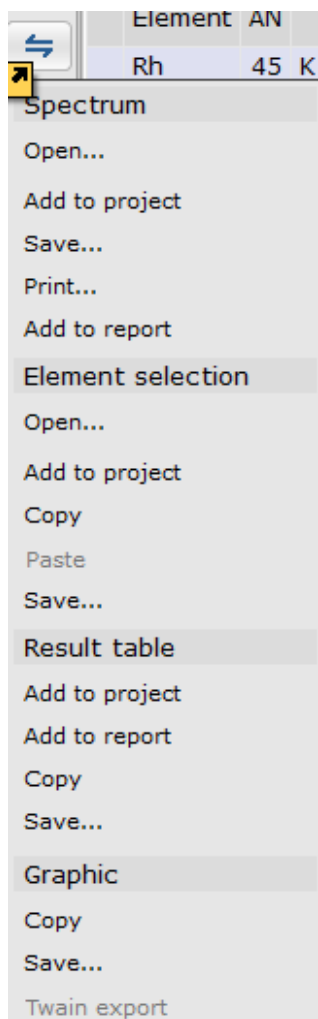 Element AN
Rh 45 K
Spectrum
Open...
Add to project
Save...
Print...
Add to report
Element selection
Open...
Add to project
Copy
Paste
Save...
Result table
Add to project
Add to report
Copy
Save...
Graphic
Copy
Save...
Twain export